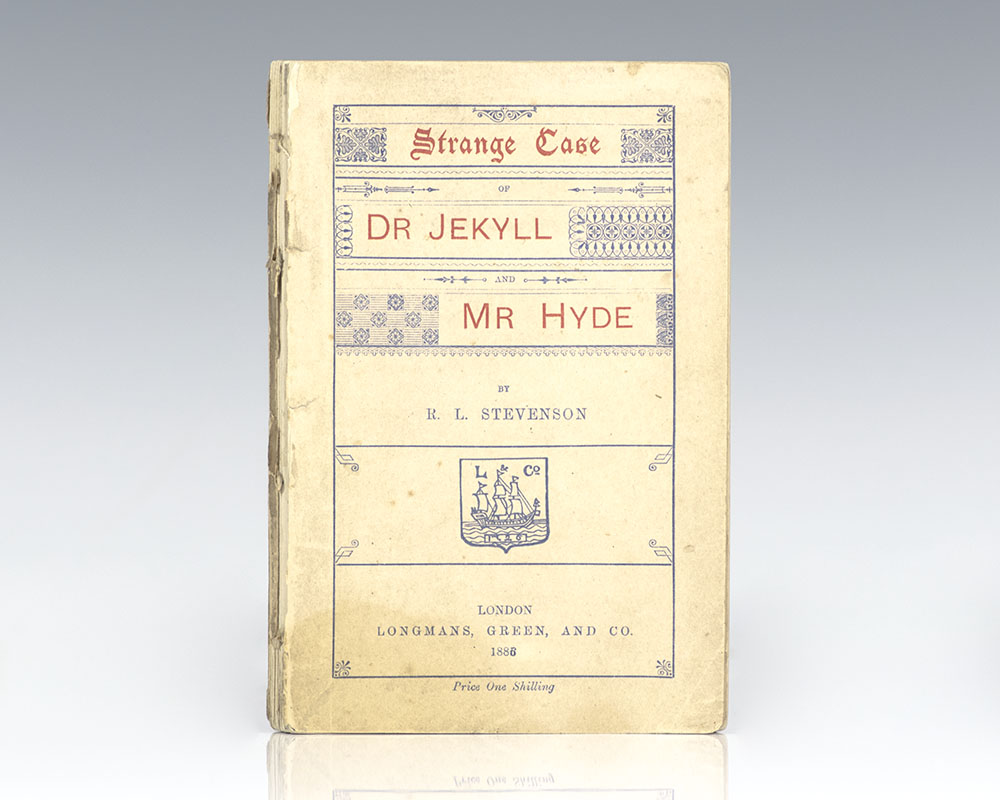 Strange Case
OF
DR JEKYLL
AND
MR HYDE
BY
R. L. STEVENSON
L Co
LONDON
LONGMANS, GREEN, AND CO.
1886
Price One Shilling